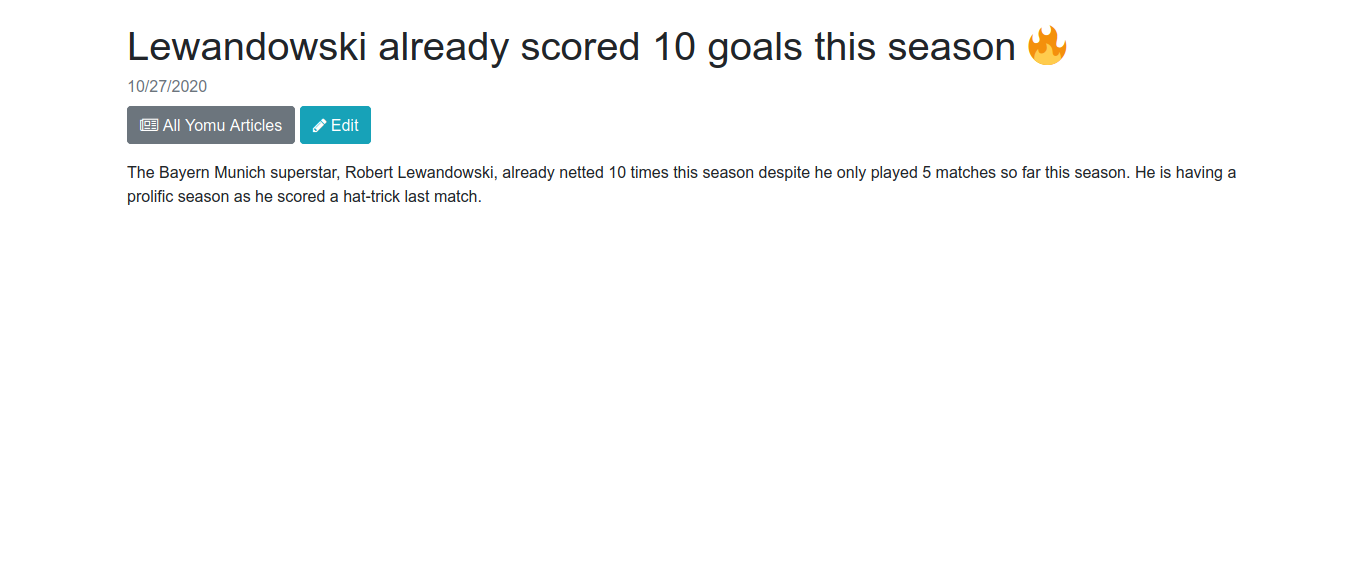 Lewandowski already scored 10 goals this season 🔥
10/27/2020
All Yomu Articles Edit
The Bayern Munich superstar, Robert Lewandowski, already netted 10 times this season despite he only played 5 matches so far this season. He is having a
prolific season as he scored a hat-trick last match.